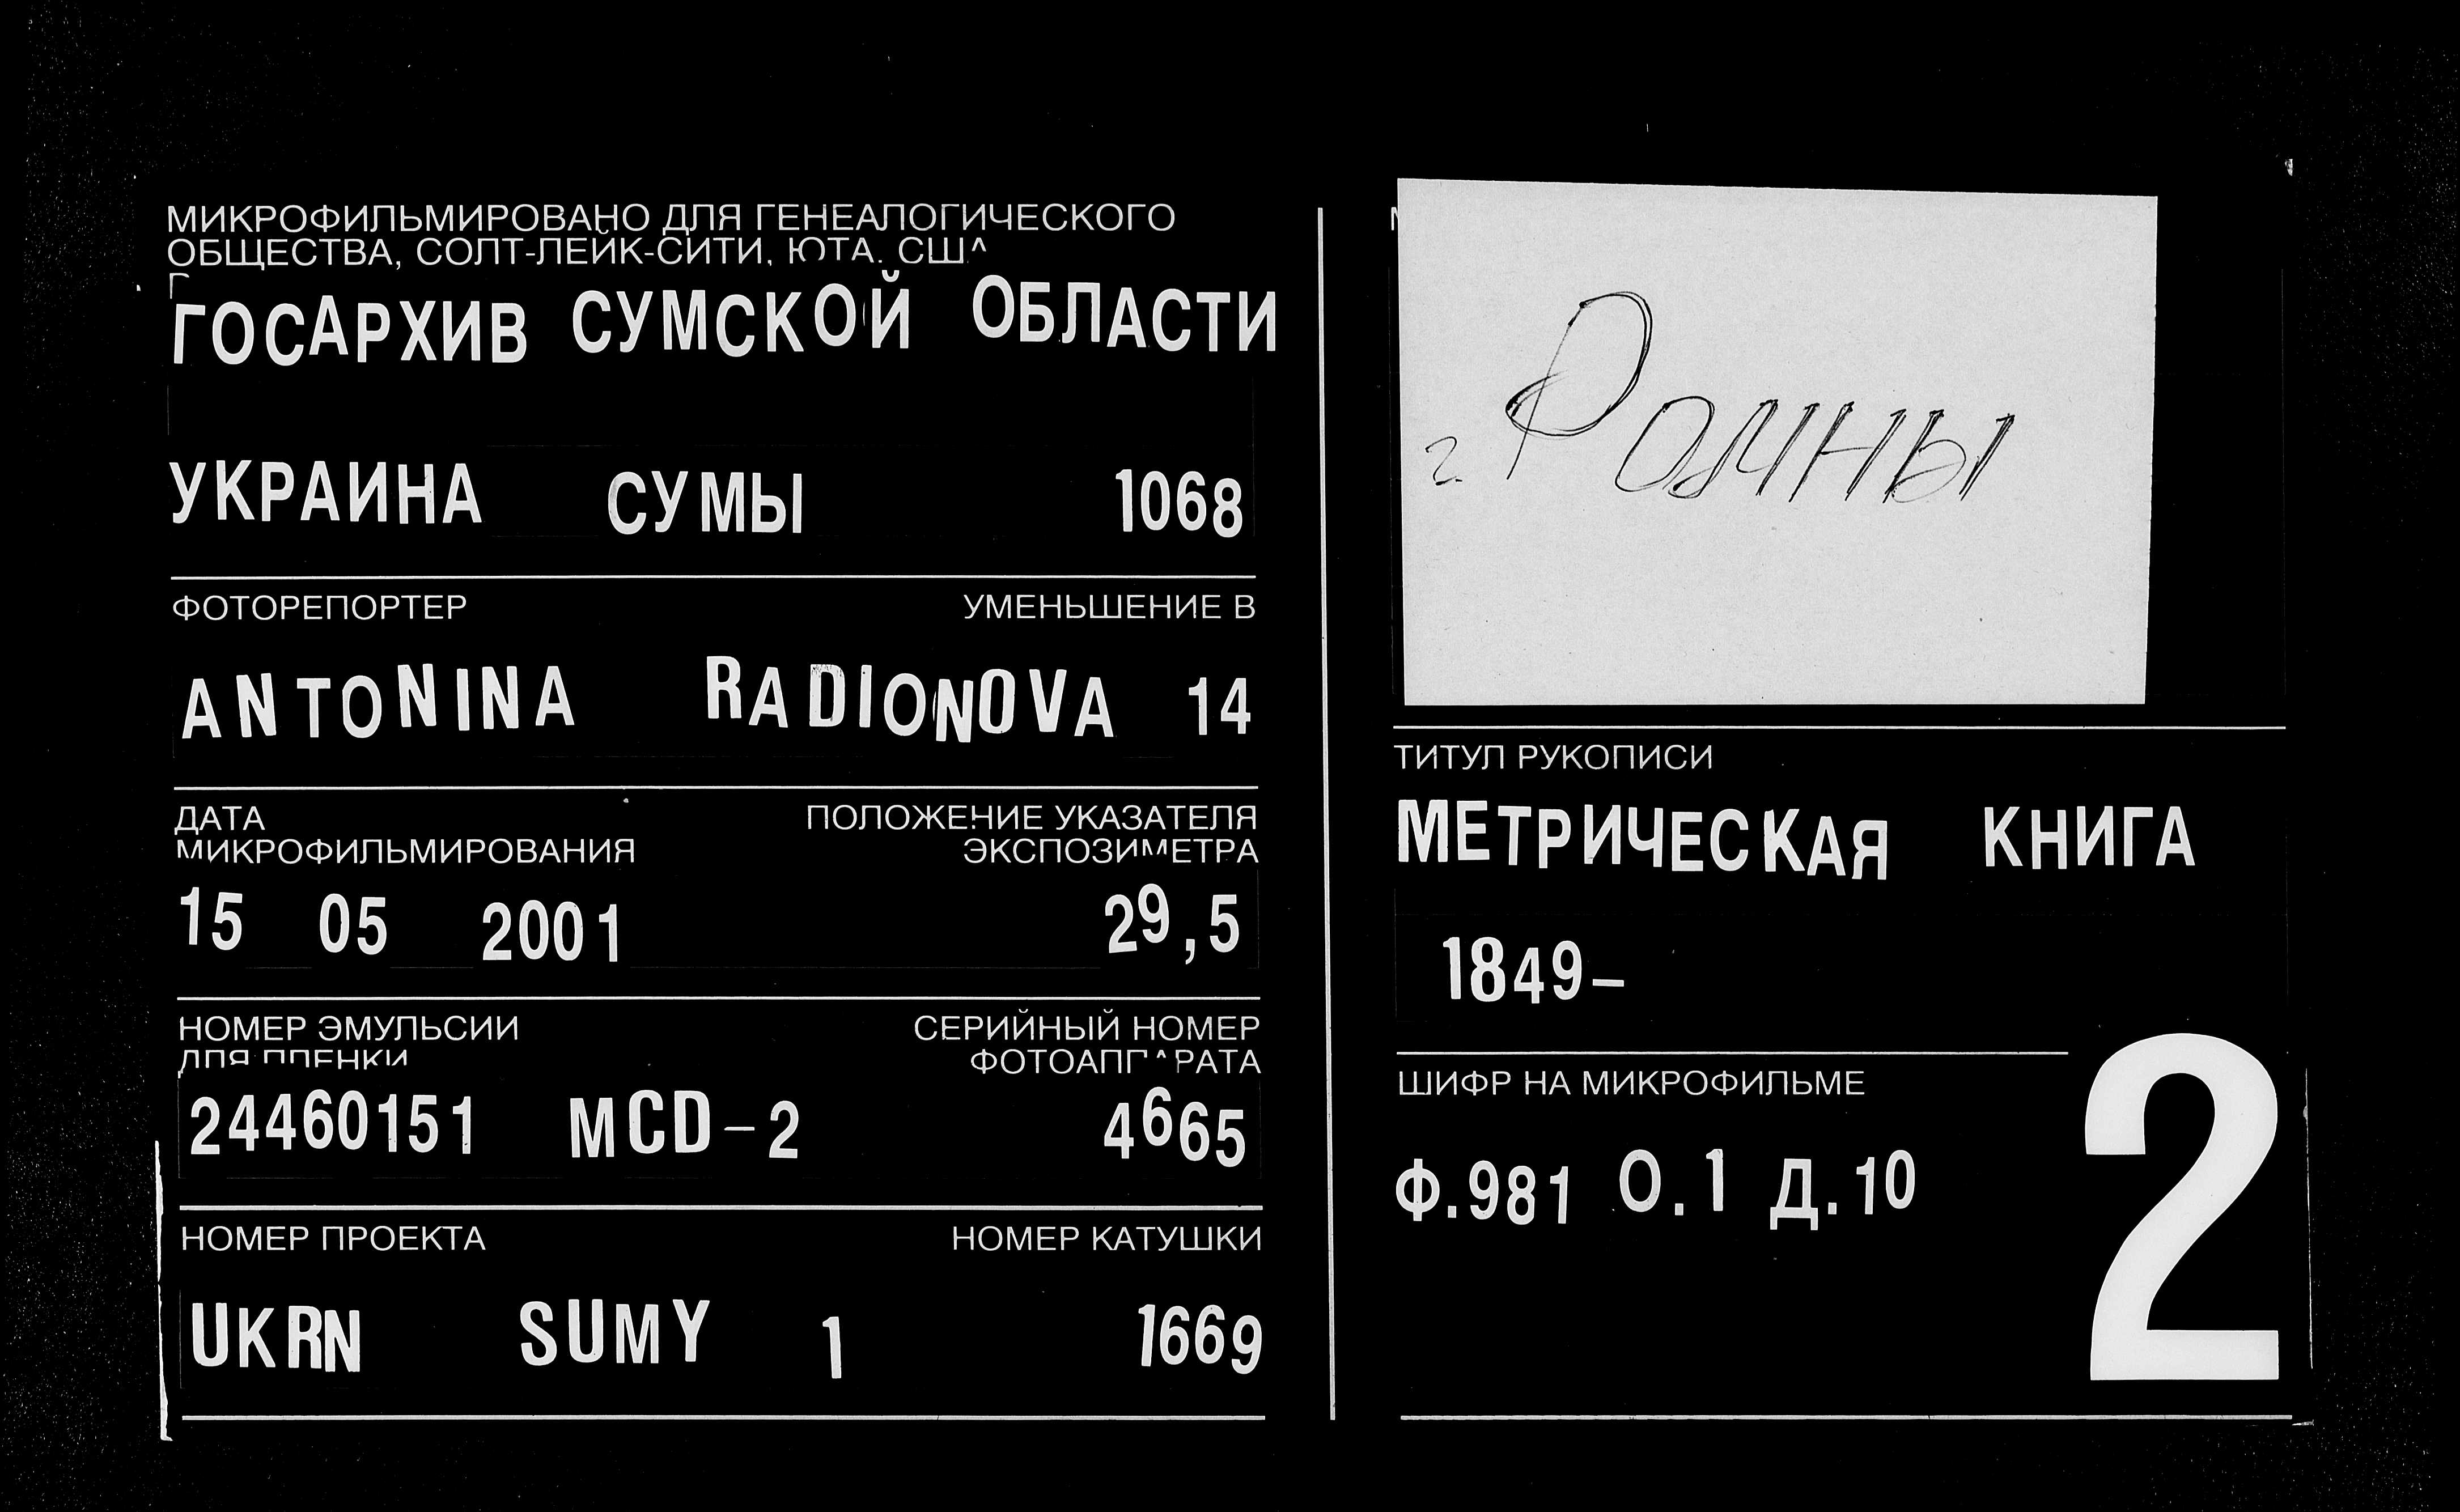 МИКРОФИЛЬМИРОВАНО ДЛЯ ГЕНЕАЛОГИЧЕСКОГО
ОБЩЕСТВА, СОЛТ-ЛЕЙК-СИТИ, ЮТА, США
ГОСАРХИВ СУМСКОЙ ОБЛАСТИ
УКРАИНА СУМЫ 1068
ФОТОРЕПОРТЕР УМЕНЬШЕНИЕ В
ANTONINA RADIONOVA 14
ДАТА ПОЛОЖЕНИЕ УКАЗАТЕЛЯ
МИКРОФИЛЬМИРОВАНИЯ ЭКСПОЗИМЕТРА
15 05 2001 29,5
НОМЕР ЭМУЛЬСИИ СЕРИЙНЫЙ НОМЕР
ДЛЯ ПЛЕНКИ ФОТОАППАРАТА
24460151 MCD-2 4665
НОМЕР ПРОЕКТА НОМЕР КАТУШКИ
UKRN SUMY 1 1669
г. Ромны
ТИТУЛ РУКОПИСИ
МЕТРИЧЕСКАЯ КНИГА
1849-
ШИФР НА МИКРОФИЛЬМЕ
Ф.981 О.1 Д.10
2